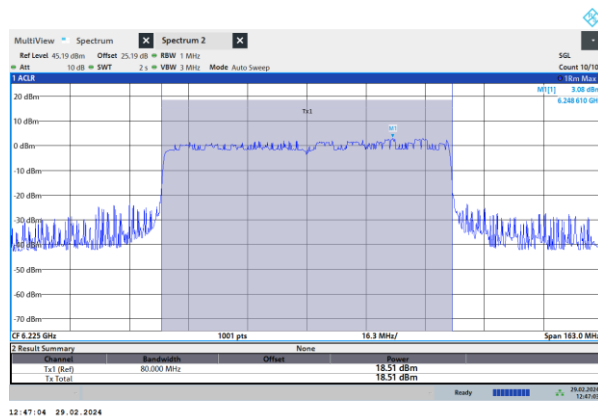 MultiView Spectrum X Spectrum 2 X
Ref Level 45.19 dBm Offset 25.19 dB RBW 1 MHz SGL
Att 10 dB SWT 2 s VBW 3 MHz Mode Auto Sweep Count 10/10
1 ACLR 1Rm Max
M1[1] 3.08 dBm
6.248 610 GHz
20 dBm
Tx1
10 dBm
M1
0 dBm
-10 dBm
-20 dBm
-30 dBm
-40 dBm
-50 dBm
-60 dBm
-70 dBm
CF 6.225 GHz 1001 pts 16.3 MHz/ Span 163.0 MHz
2 Result Summary None
Channel Bandwidth Offset Power
Tx1 (Ref) 80.000 MHz 18.51 dBm
Tx Total 18.51 dBm
Ready 29.02.2024
12:47:03
12:47:04 29.02.2024